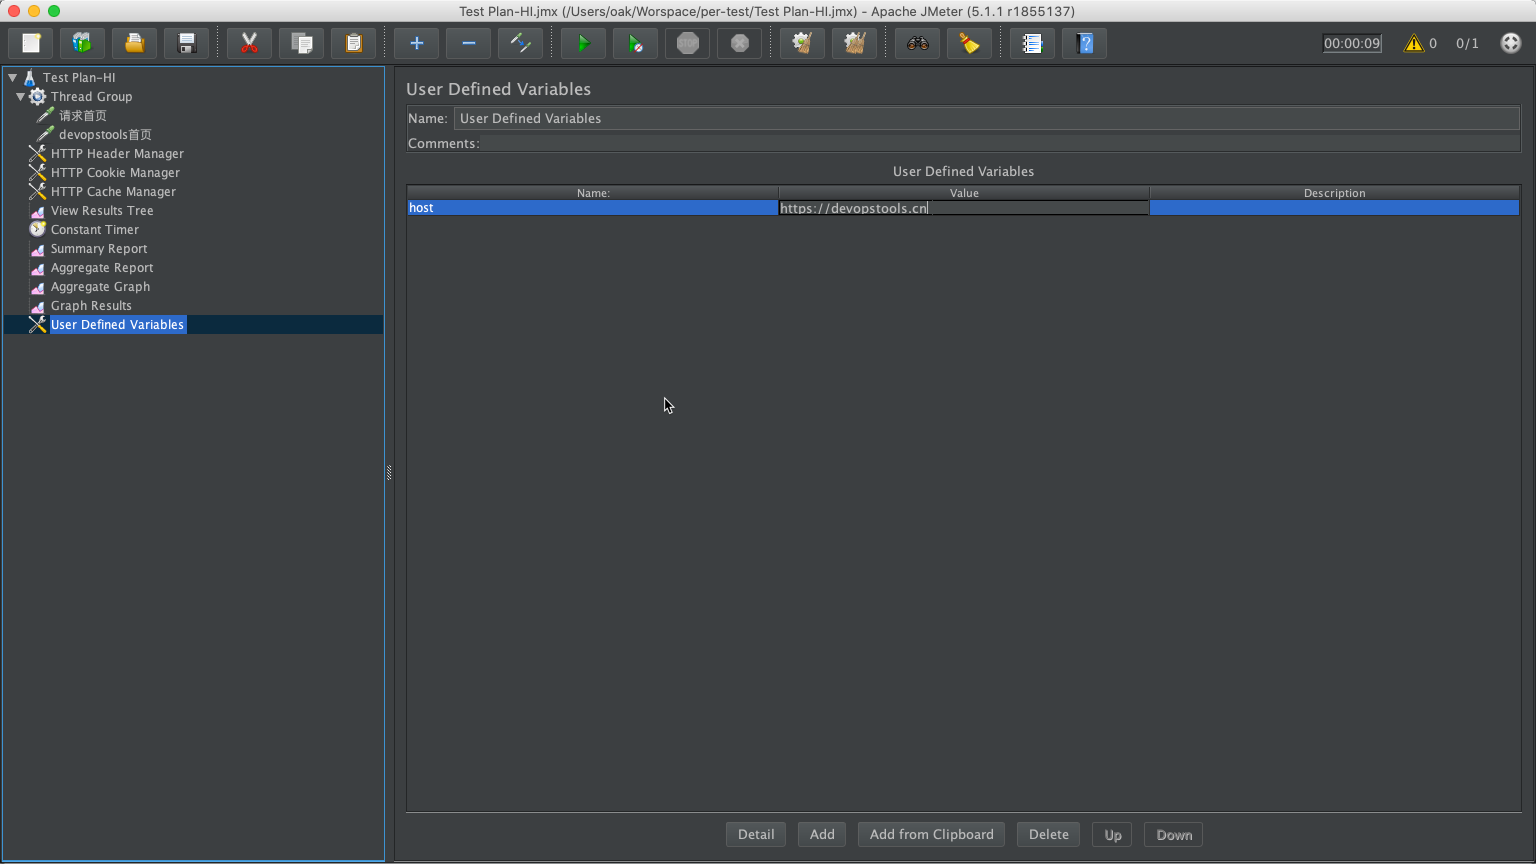 Test Plan-HI.jmx (/Users/oak/Worspace/per-test/Test Plan-HI.jmx) - Apache JMeter (5.1.1 r1855137)
STOP
00:00:09 0 0/1
Test Plan-HI
Thread Group
请求首页
devopstools首页
HTTP Header Manager
HTTP Cookie Manager
HTTP Cache Manager
View Results Tree
Constant Timer
Summary Report
Aggregate Report
Aggregate Graph
Graph Results
User Defined Variables
User Defined Variables
Name: User Defined Variables
Comments:
User Defined Variables
Name: Value Description
host https://devopstools.cn
Detail Add Add from Clipboard Delete Up Down